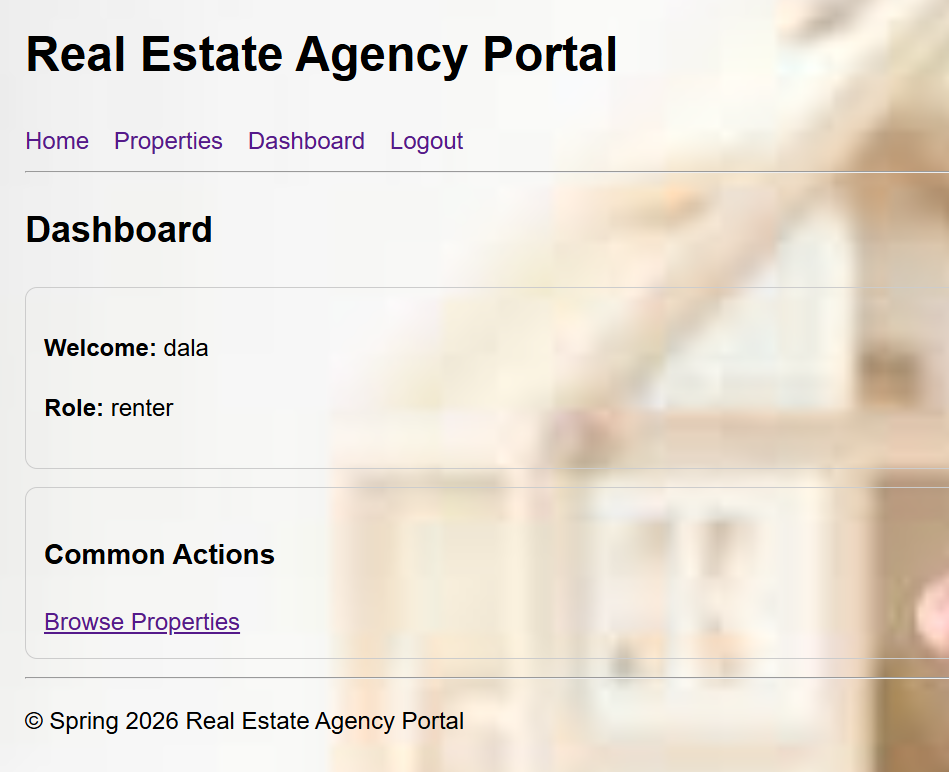 Real Estate Agency Portal
Home Properties Dashboard Logout
Dashboard
Welcome: dala
Role: renter
Common Actions
Browse Properties
© Spring 2026 Real Estate Agency Portal